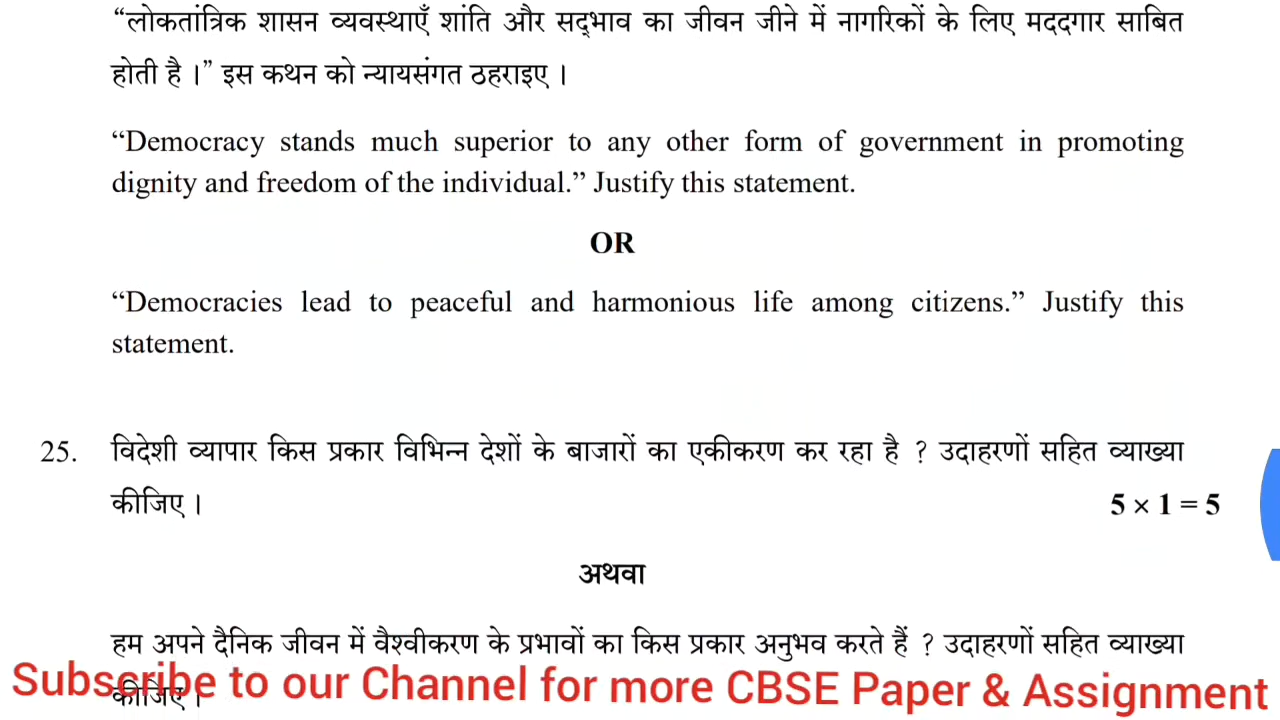 “लोकतांत्रिक शासन व्यवस्थाएँ शांति और सद्‌भाव का जीवन जीने में नागरिकों के लिए मददगार साबित
होती है ।” इस कथन को न्यायसंगत ठहराइए ।
“Democracy stands much superior to any other form of government in promoting
dignity and freedom of the individual.” Justify this statement.
OR
“Democracies lead to peaceful and harmonious life among citizens.” Justify this
statement.
25. विदेशी व्यापार किस प्रकार विभिन्न देशों के बाजारों का एकीकरण कर रहा है ? उदाहरणों सहित व्याख्या
कीजिए । 5 × 1 = 5
अथवा
हम अपने दैनिक जीवन में वैश्वीकरण के प्रभावों का किस प्रकार अनुभव करते हैं ? उदाहरणों सहित व्याख्या
कीजिए ।
Subscribe to our Channel for more CBSE Paper & Assignment